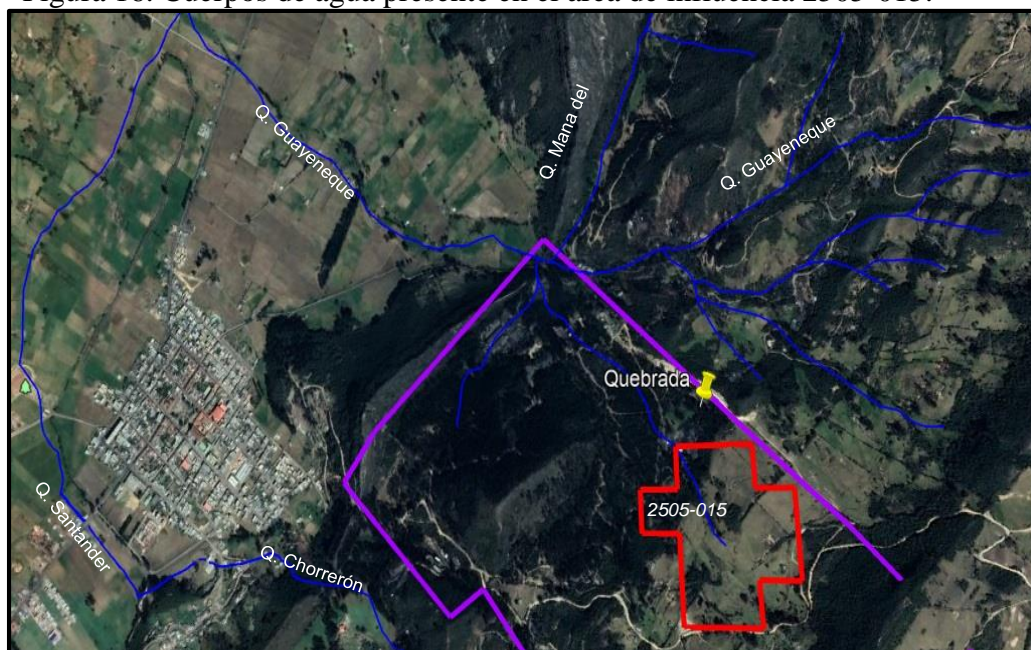 Figura 10. Cuerpos de agua presente en el área de influencia 2505-015.
Q. Guayeneque
Q. Mana del
Q. Guayeneque
Quebrada
2505-015
Q. Santander
Q. Chorrerón